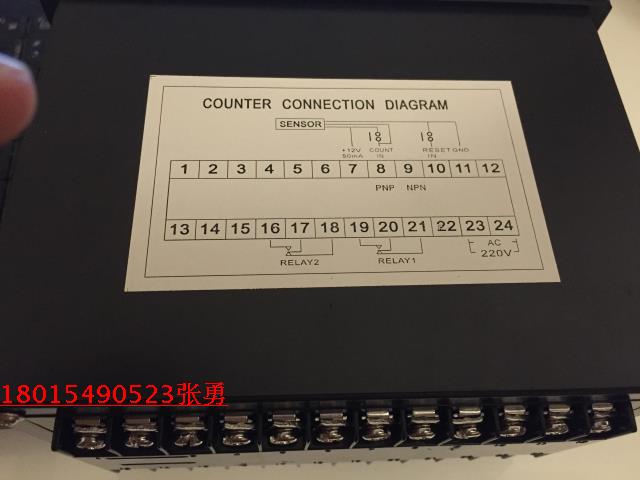 COUNTER CONNECTION DIAGRAM
SENSOR
+12V COUNT RESET GND
50mA IN IN
1 2 3 4 5 6 7 8 9 10 11 12
PNP NPN
13 14 15 16 17 18 19 20 21 22 23 24
RELAY2 RELAY1 AC
220V
18015490523张勇